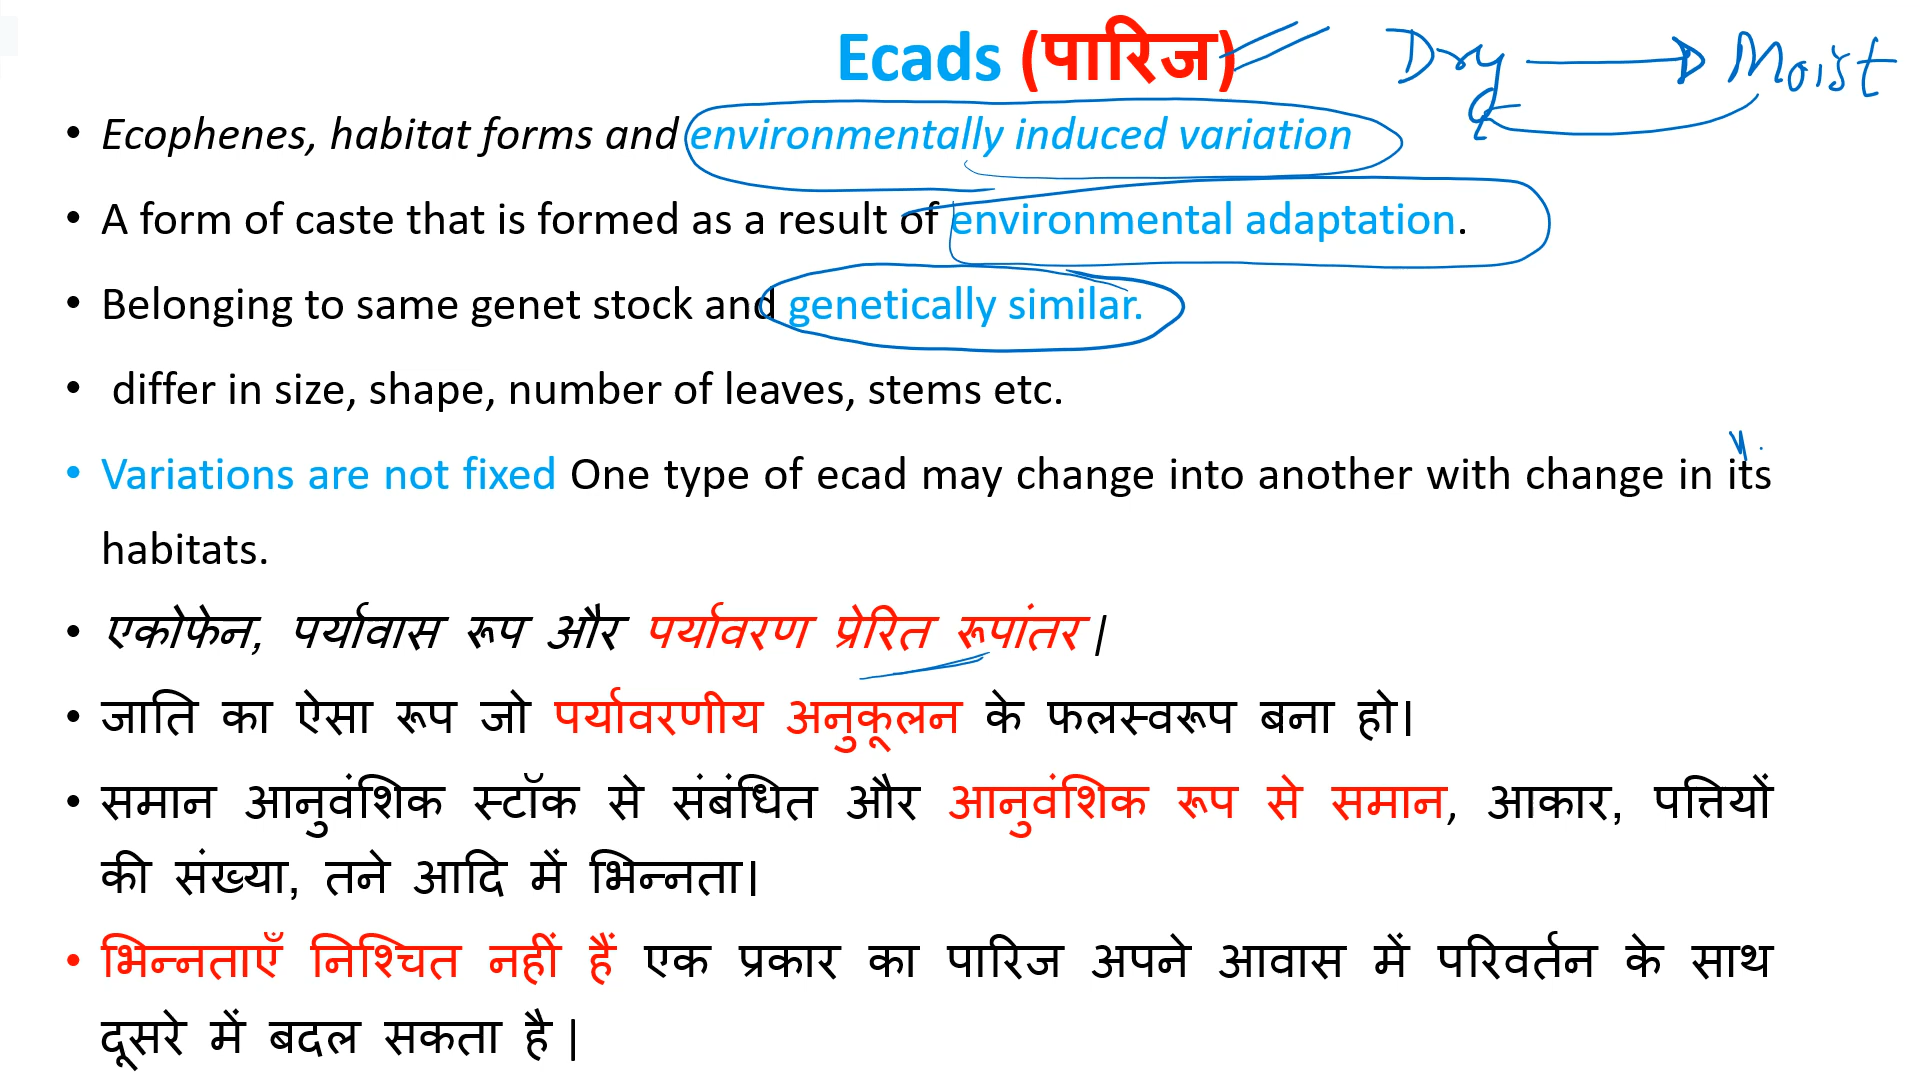 Ecads (पारिज)
Dry → Moist
• Ecophenes, habitat forms and environmentally induced variation
• A form of caste that is formed as a result of environmental adaptation.
• Belonging to same genet stock and genetically similar.
• differ in size, shape, number of leaves, stems etc.
• Variations are not fixed One type of ecad may change into another with change in its
habitats.
• एकोफेन, पर्यावास रूप और पर्यावरण प्रेरित रूपांतर|
• जाति का ऐसा रूप जो पर्यावरणीय अनुकूलन के फलस्वरूप बना हो।
• समान आनुवंशिक स्टॉक से संबंधित और आनुवंशिक रूप से समान, आकार, पत्तियों
की संख्या, तने आदि में भिन्नता।
• भिन्नताएँ निश्चित नहीं हैं एक प्रकार का पारिज अपने आवास में परिवर्तन के साथ
दूसरे में बदल सकता है|